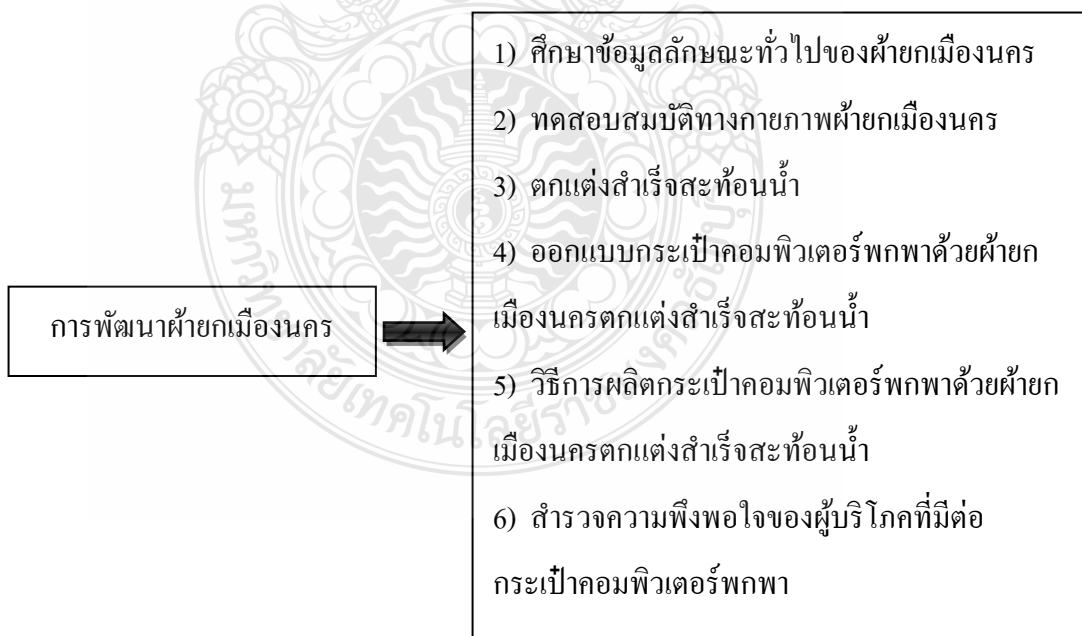 การพัฒนาผ้ายกเมืองนคร
1) ศึกษาข้อมูลลักษณะทั่วไปของผ้ายกเมืองนคร
2) ทดสอบสมบัติทางกายภาพผ้ายกเมืองนคร
3) ตกแต่งสำเร็จสะท้อนน้ำ
4) ออกแบบกระเป๋าคอมพิวเตอร์พกพาด้วยผ้ายก
เมืองนครตกแต่งสำเร็จสะท้อนน้ำ
5) วิธีการผลิตกระเป๋าคอมพิวเตอร์พกพาด้วยผ้ายก
เมืองนครตกแต่งสำเร็จสะท้อนน้ำ
6) สำรวจความพึงพอใจของผู้บริโภคที่มีต่อ
กระเป๋าคอมพิวเตอร์พกพา